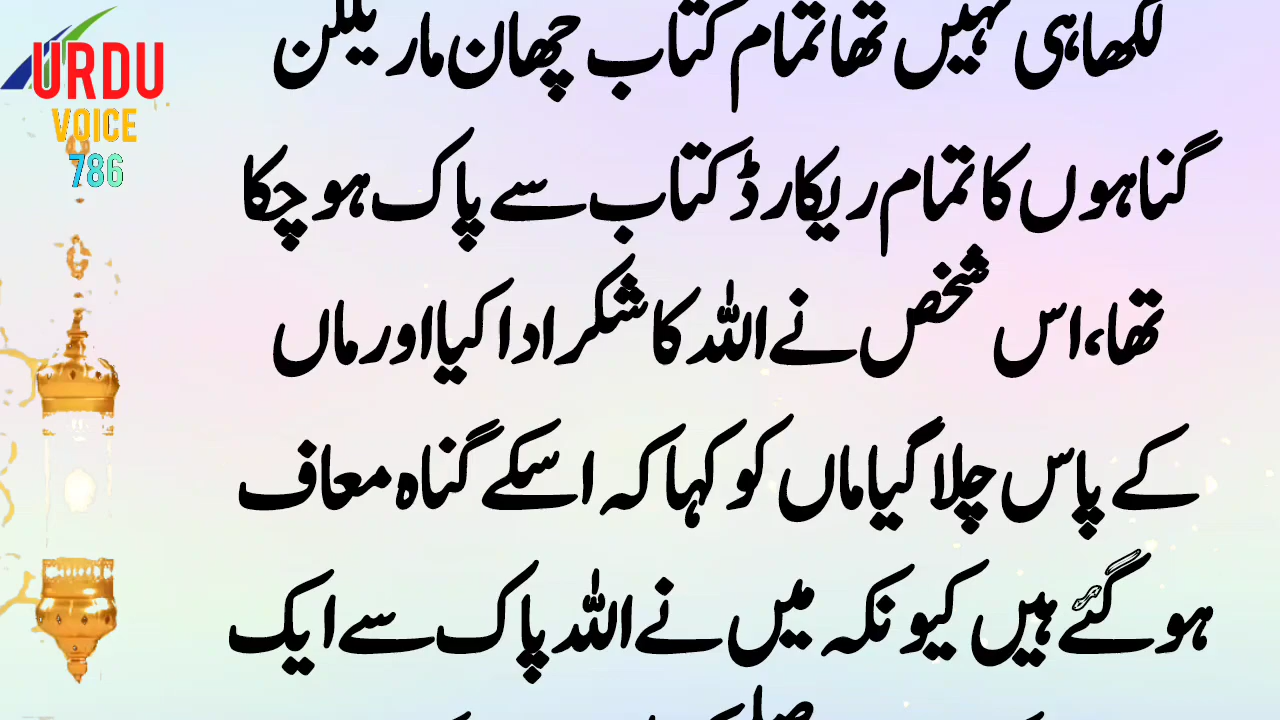 URDU
VOICE
786
لکھا ہی نہیں تھا تمام کتاب چھان ماری لیکن
گناہوں کا تمام ریکارڈ کتاب سے پاک ہو چکا
تھا، اس شخص نے اللہ کا شکر ادا کیا اور ماں
کے پاس چلا گیا ماں کو کہا کہ اسکے گناہ معاف
ہو گئے ہیں کیونکہ میں نے اللہ پاک سے ایک